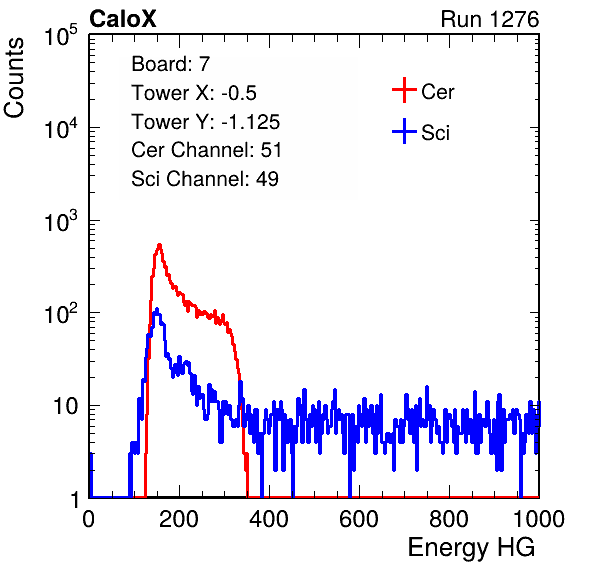 CaloX Run 1276
10^5
Counts
Board: 7
Tower X: -0.5
Tower Y: -1.125
Cer Channel: 51
Sci Channel: 49
Cer
Sci
10^4
10^3
10^2
10
1
0 200 400 600 800 1000
Energy HG